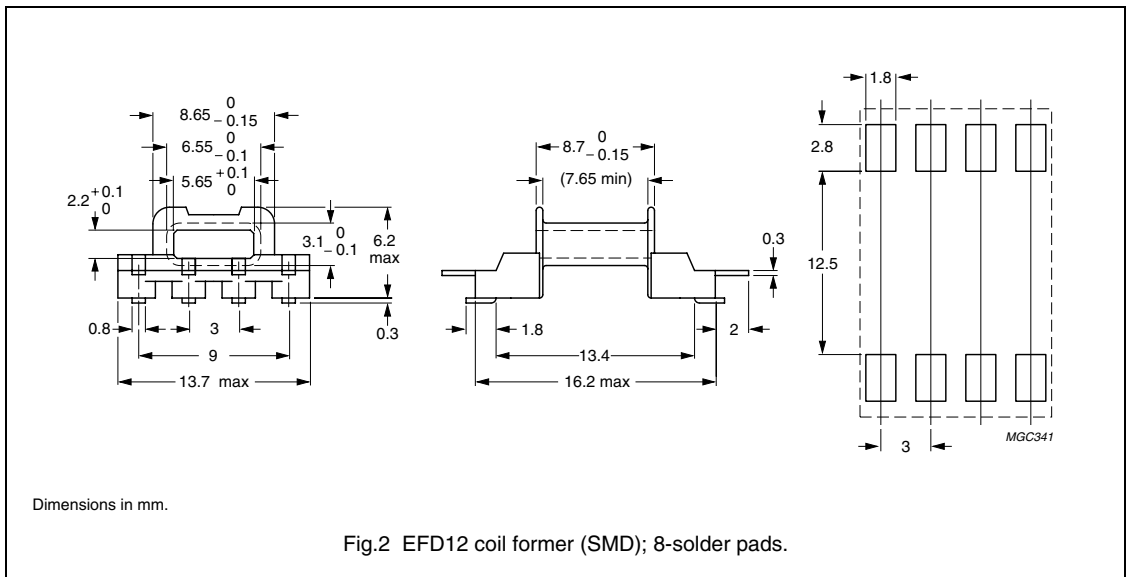 8.65 0 − 0.15
6.55 0 − 0.1
5.65 + 0.1 0
2.2 + 0.1 0
3.1 0 − 0.1
6.2 max
0.8
3
0.3
9
13.7 max
8.7 0 − 0.15
(7.65 min)
0.3
1.8
2
13.4
16.2 max
1.8
2.8
12.5
3
MGC341
Dimensions in mm.
Fig.2 EFD12 coil former (SMD); 8-solder pads.